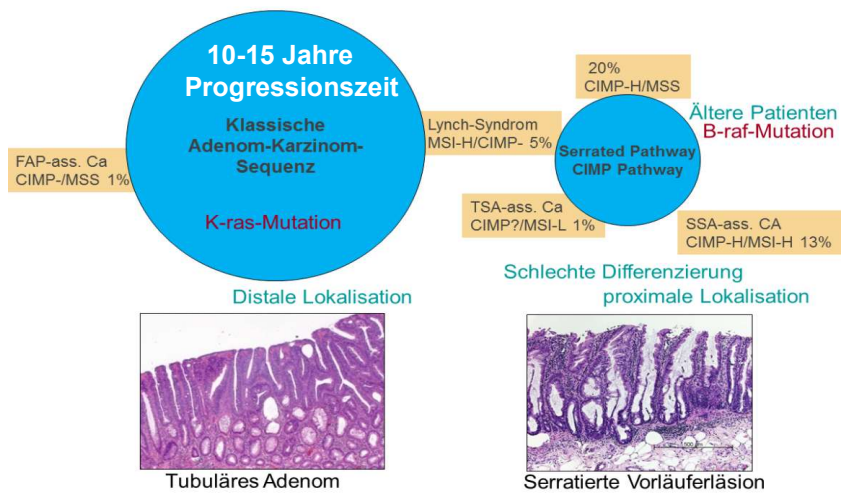 10-15 Jahre
Progressionszeit
Klassische
Adenom-Karzinom-
Sequenz
K-ras-Mutation
FAP-ass. Ca
CIMP-/MSS 1%
Lynch-Syndrom
MSI-H/CIMP- 5%
20%
CIMP-H/MSS
Ältere Patienten
B-raf-Mutation
Serrated Pathway
CIMP Pathway
TSA-ass. Ca
CIMP?/MSI-L 1%
SSA-ass. CA
CIMP-H/MSI-H 13%
Distale Lokalisation
Schlechte Differenzierung
proximale Lokalisation
Tubuläres Adenom
Serratierte Vorläuferläsion